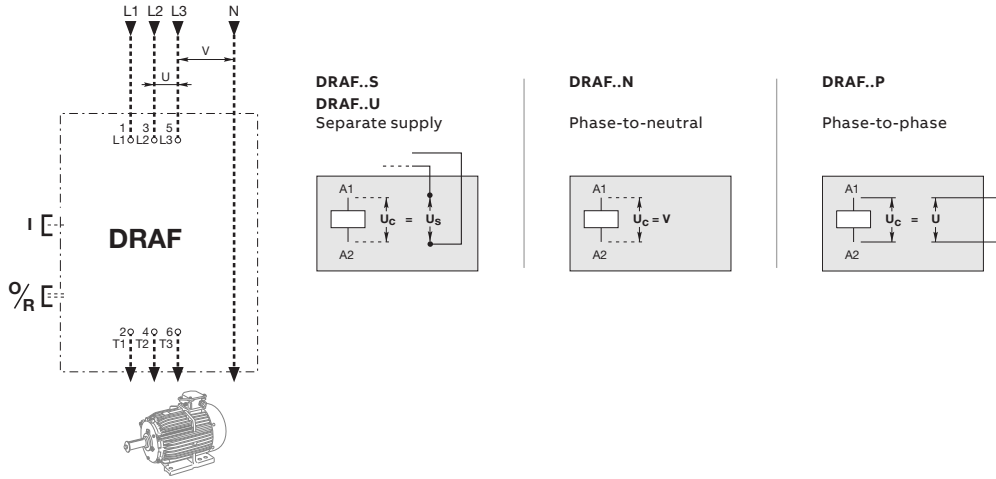 L1 L2 L3 N
V
U
1 3 5
L1 L2 L3
I
DRAF
O/R
2 4 6
T1 T2 T3
DRAF..S
DRAF..U
Separate supply
A1
Uc = Us
A2
DRAF..N
Phase-to-neutral
A1
Uc = V
A2
DRAF..P
Phase-to-phase
A1
Uc = U
A2